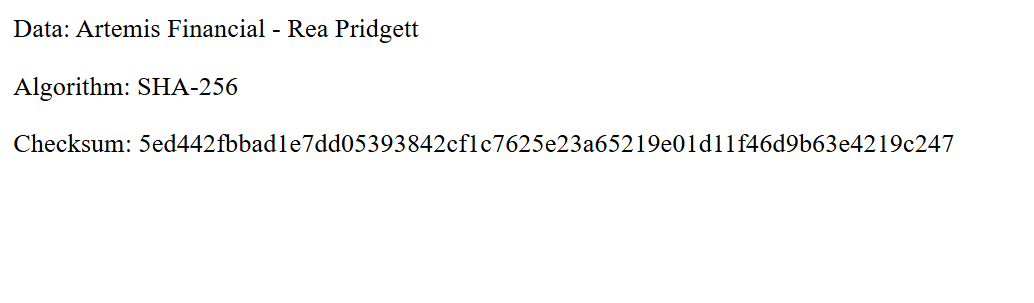 Data: Artemis Financial - Rea Pridgett
Algorithm: SHA-256
Checksum: 5ed442fbbad1e7dd05393842cf1c7625e23a65219e01d11f46d9b63e4219c247